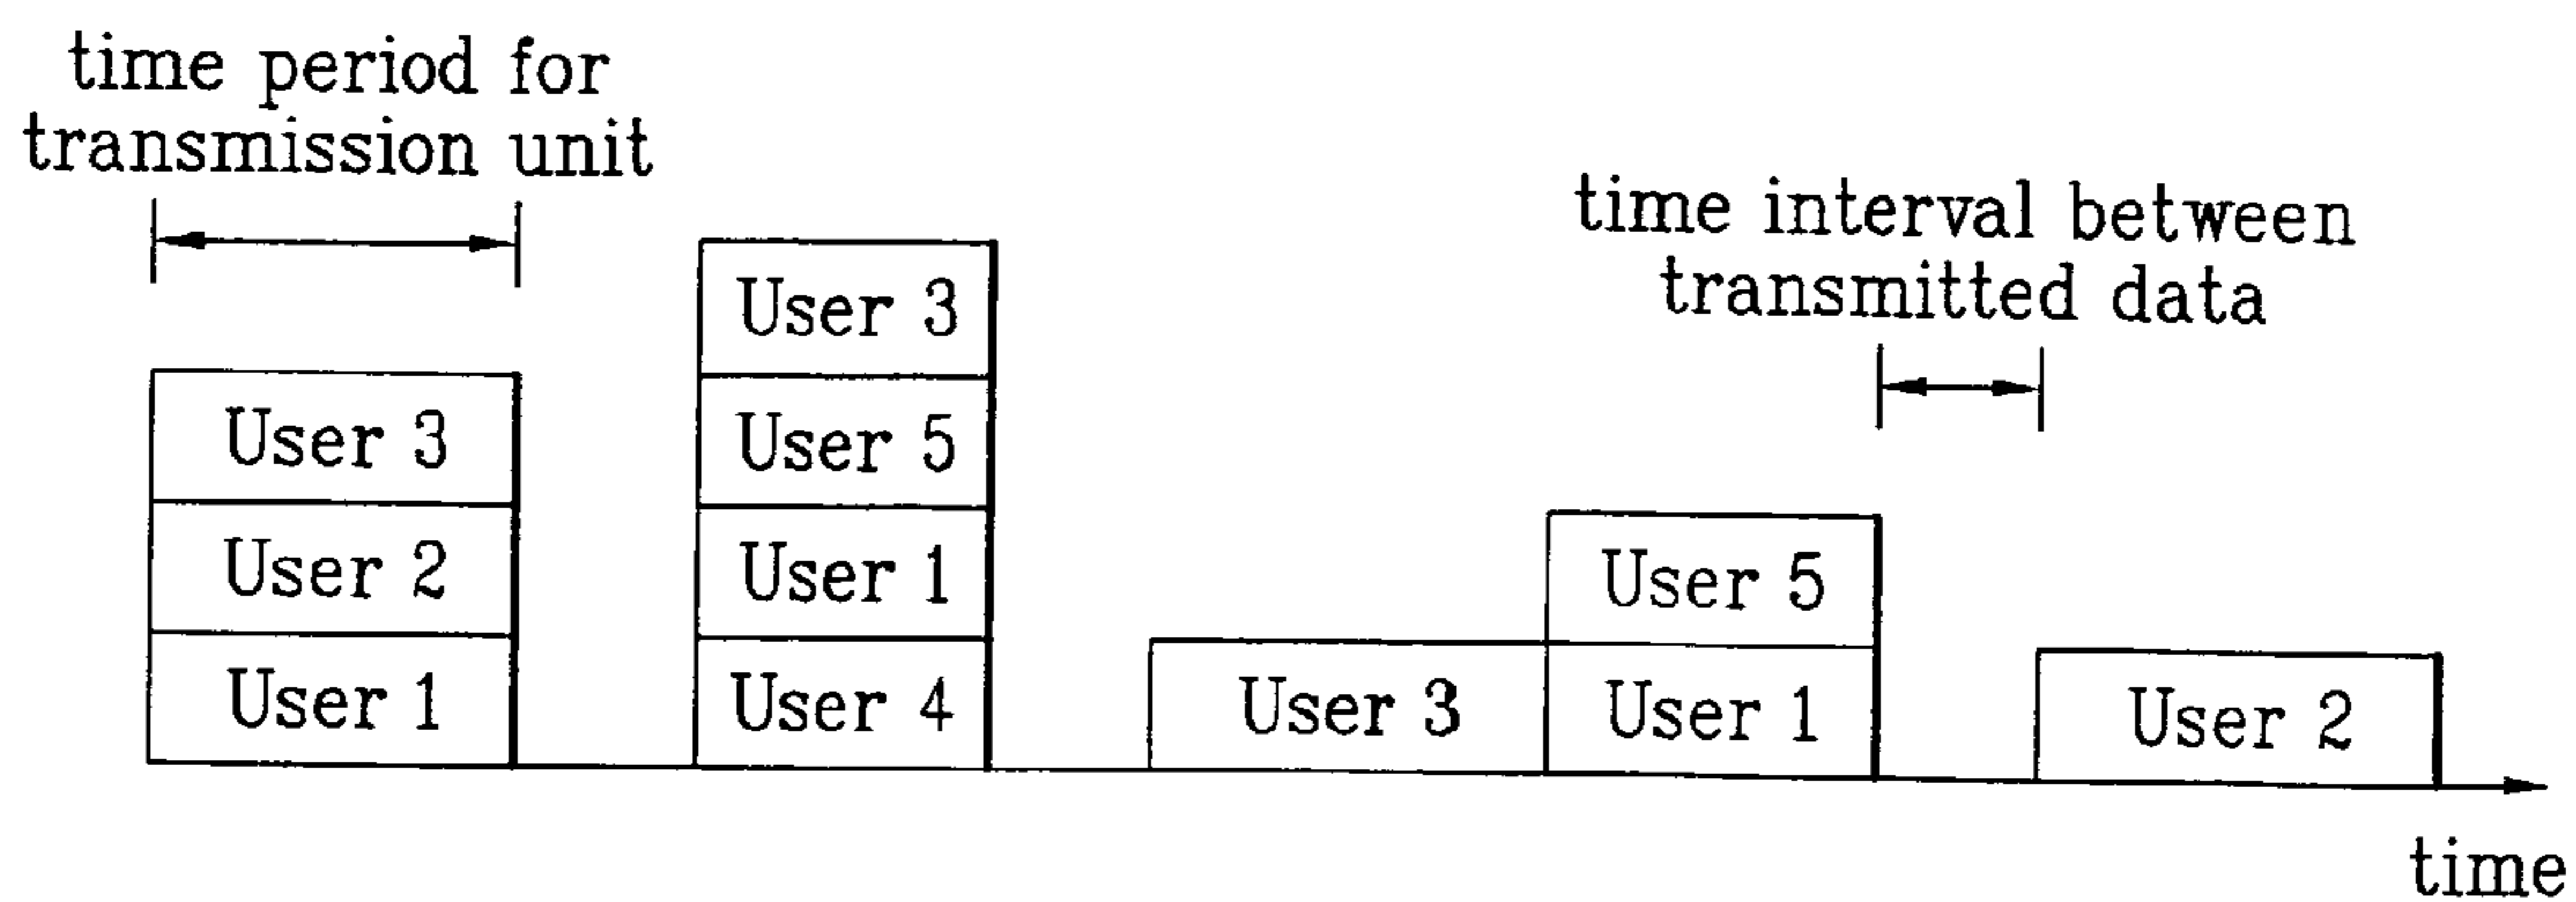 time period for
transmission unit
time interval between
transmitted data
User 3
User 2
User 1
User 3
User 5
User 1
User 4
User 3
User 5
User 1
User 2
time